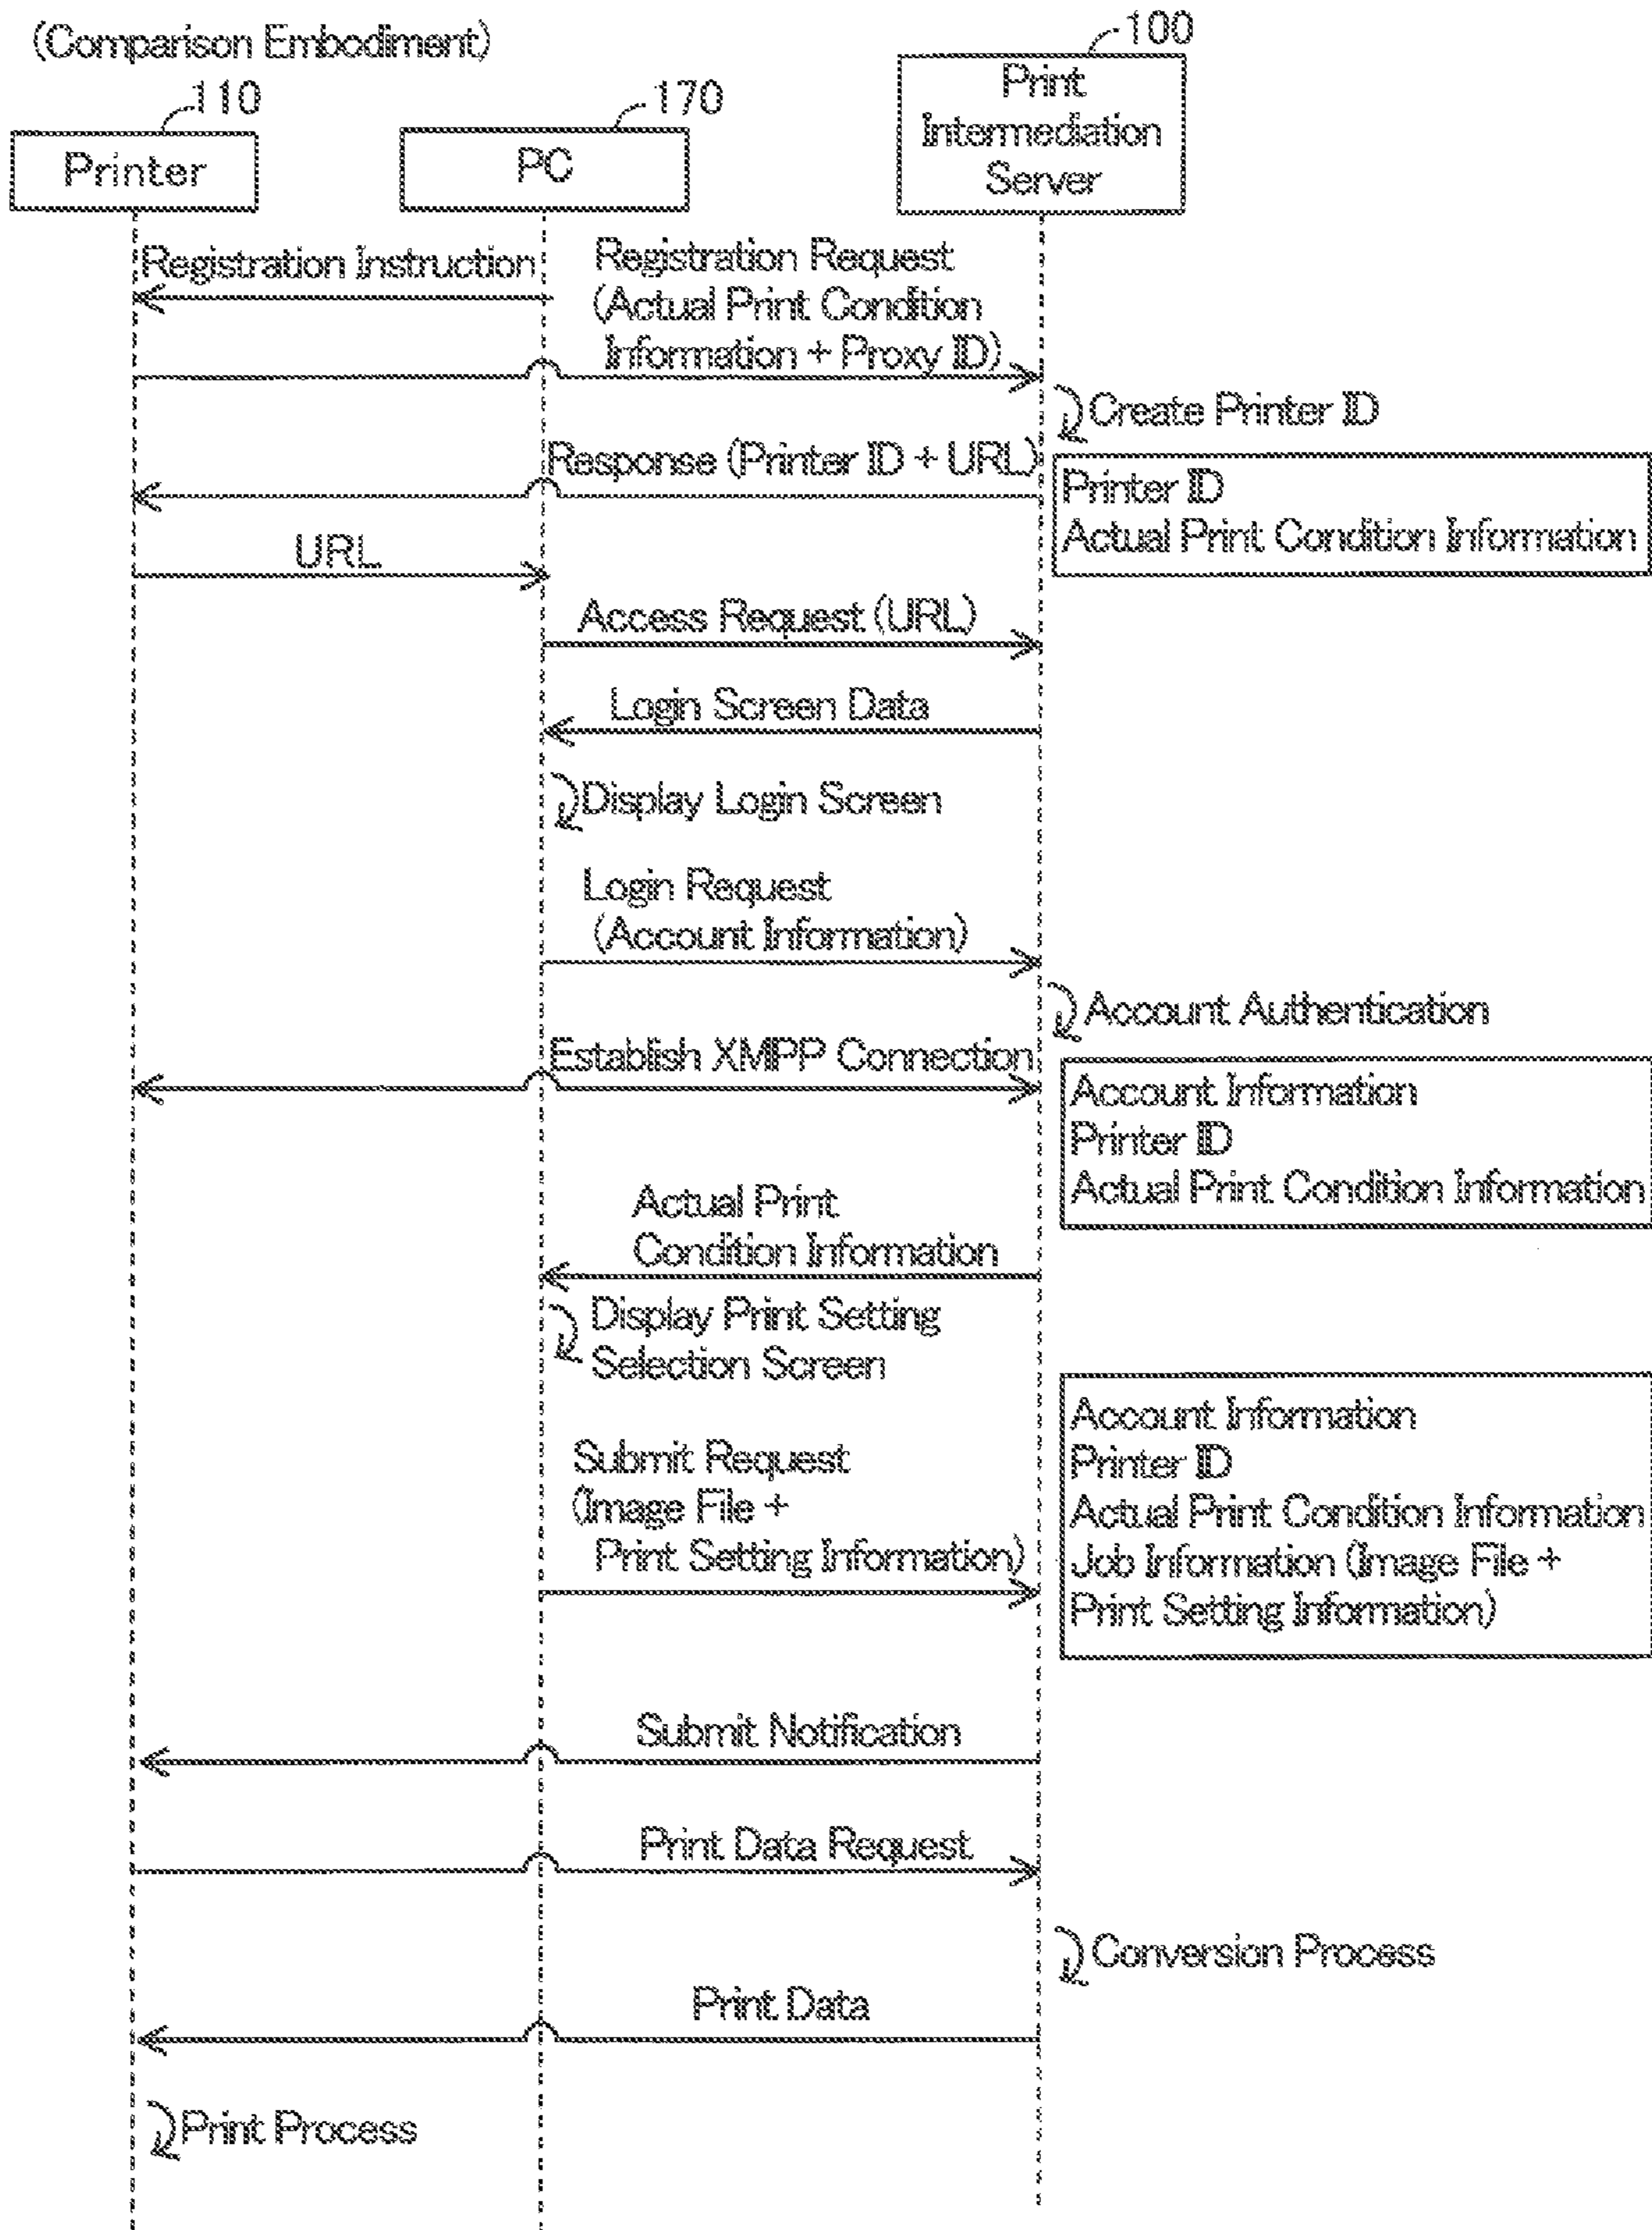 (Comparison Embodiment)
100
110
170
Print
Intermediation
Server
Printer
PC
Registration Instruction
Registration Request
(Actual Print Condition
Information + Proxy ID)
Create Printer ID
Response (Printer ID + URL)
Printer ID
Actual Print Condition Information
URL
Access Request (URL)
Login Screen Data
Display Login Screen
Login Request
(Account Information)
Account Authentication
Establish XMPP Connection
Account Information
Printer ID
Actual Print Condition Information
Actual Print
Condition Information
Display Print Setting
Selection Screen
Submit Request
(Image File +
Print Setting Information)
Account Information
Printer ID
Actual Print Condition Information
Job Information (Image File +
Print Setting Information)
Submit Notification
Print Data Request
Conversion Process
Print Data
Print Process